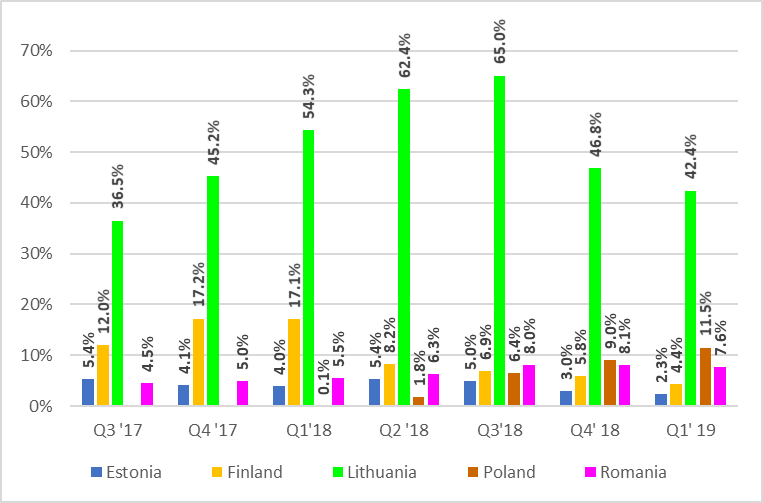 70%
60%
50%
40%
30%
20%
10%
0%
5.4% 12.0% 36.5% 4.5%
4.1% 17.2% 45.2% 5.0%
4.0% 17.1% 54.3% 0.1% 5.5%
5.4% 8.2% 62.4% 1.8% 6.3%
5.0% 6.9% 65.0% 6.4% 8.0%
3.0% 5.8% 46.8% 9.0% 8.1%
2.3% 4.4% 42.4% 11.5% 7.6%
Q3 '17 Q4 '17 Q1'18 Q2 '18 Q3'18 Q4' 18 Q1' 19
Estonia Finland Lithuania Poland Romania